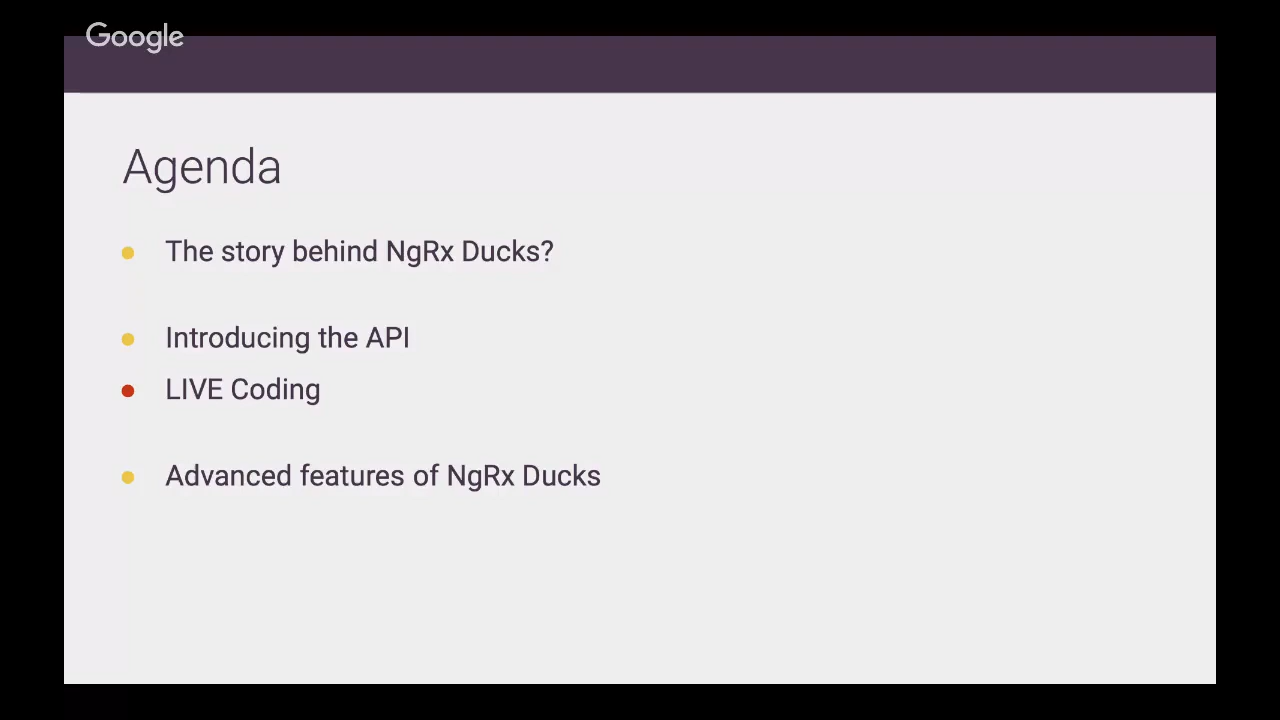 Google
Agenda
The story behind NgRx Ducks?
Introducing the API
LIVE Coding
Advanced features of NgRx Ducks